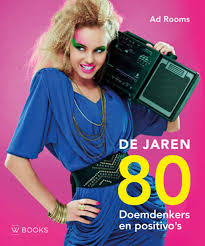 Ad Rooms
DE JAREN
80
Doemdenkers
en positivo's
W BOOKS